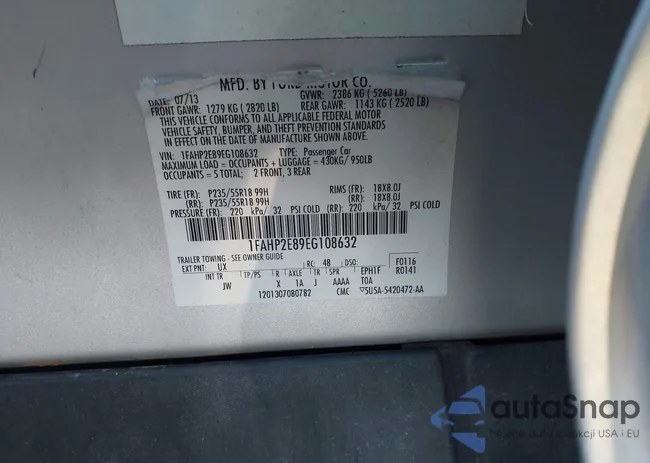 MFD. BY FORD MOTOR CO.
DATE: 07/13 GVWR: 2386 KG (5260 LB)
FRONT GAWR: 1279 KG (2820 LB) REAR GAWR: 1143 KG (2520 LB)
THIS VEHICLE CONFORMS TO ALL APPLICABLE FEDERAL MOTOR
VEHICLE SAFETY, BUMPER, AND THEFT PREVENTION STANDARDS
IN EFFECT ON THE DATE OF MANUFACTURE SHOWN ABOVE.
VIN: 1FAHP2E89EG108632 TYPE: Passenger Car
MAXIMUM LOAD = OCCUPANTS + LUGGAGE = 430KG/ 950LB
OCCUPANTS = 5 TOTAL; 2 FRONT, 3 REAR
TIRE (FR): P235/55R18 99H RIMS (FR): 18X8.0J
(RR): P235/55R18 99H (RR): 18X8.0J
PRESSURE (FR): 220 kPa/ 32 PSI COLD (RR): 220 kPa/ 32 PSI COLD
1FAHP2E89EG108632
TRAILER TOWING - SEE OWNER GUIDE
EXT PNT: UX RC: 48 DSO: F0116
INT TR TP/PS R AXLE TR SPR EPH1F R0141
JW X 1A J AAAA TOA
1201307080782 CMC 5U5A-5420472-AA
autoSnap
USA i EU